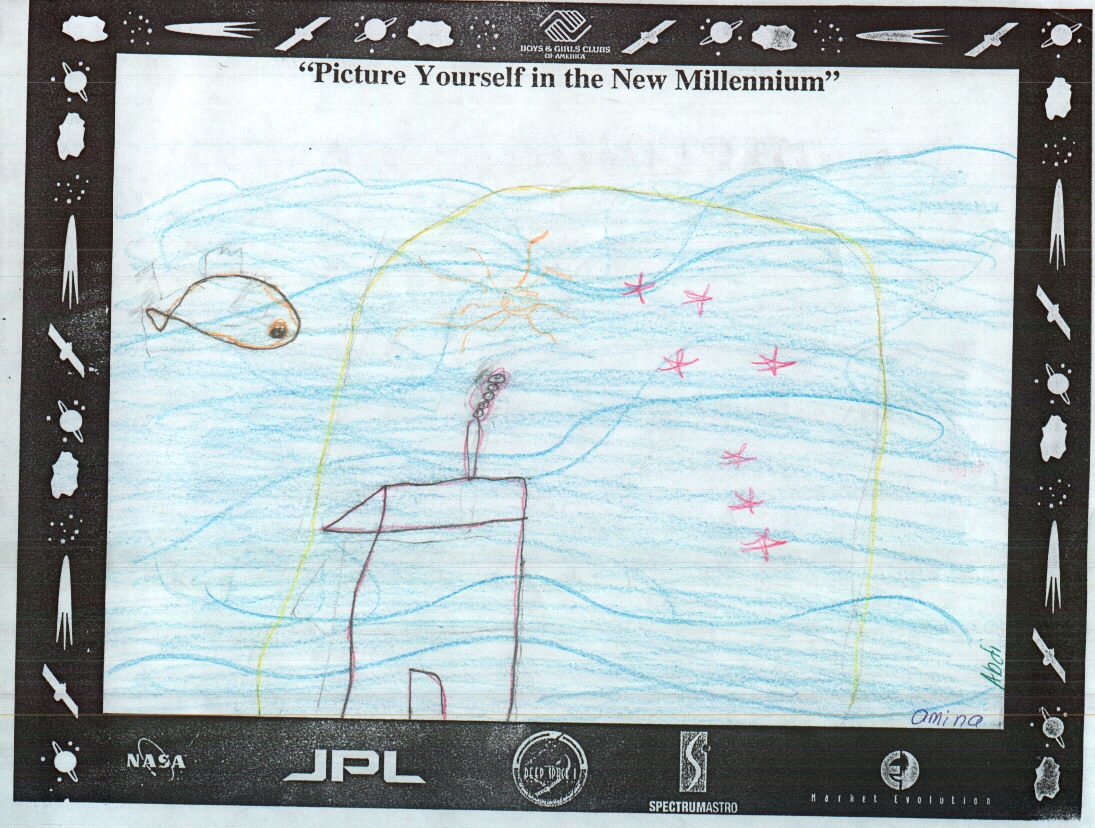 BOYS & GIRLS CLUBS
OF AMERICA
“Picture Yourself in the New Millennium”
Abdi
amina
NASA
JPL
DEEP SPACE 1
SPECTRUMASTRO
Market Evolution